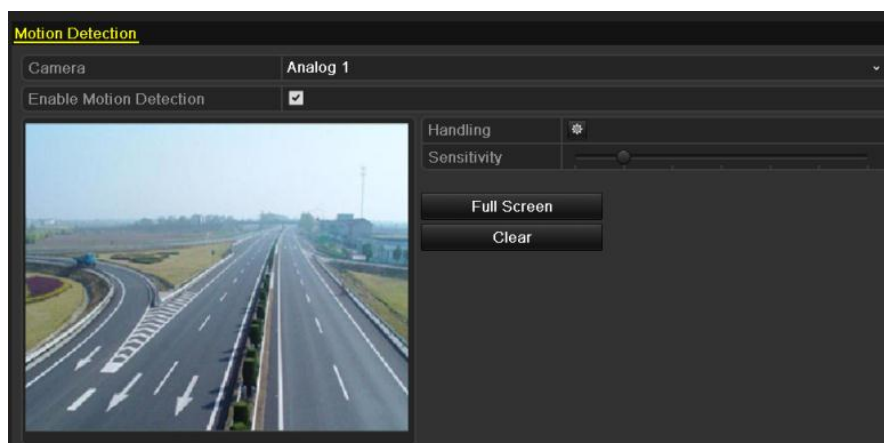 Motion Detection
Camera
Analog 1
Enable Motion Detection
Handling
Sensitivity
Full Screen
Clear